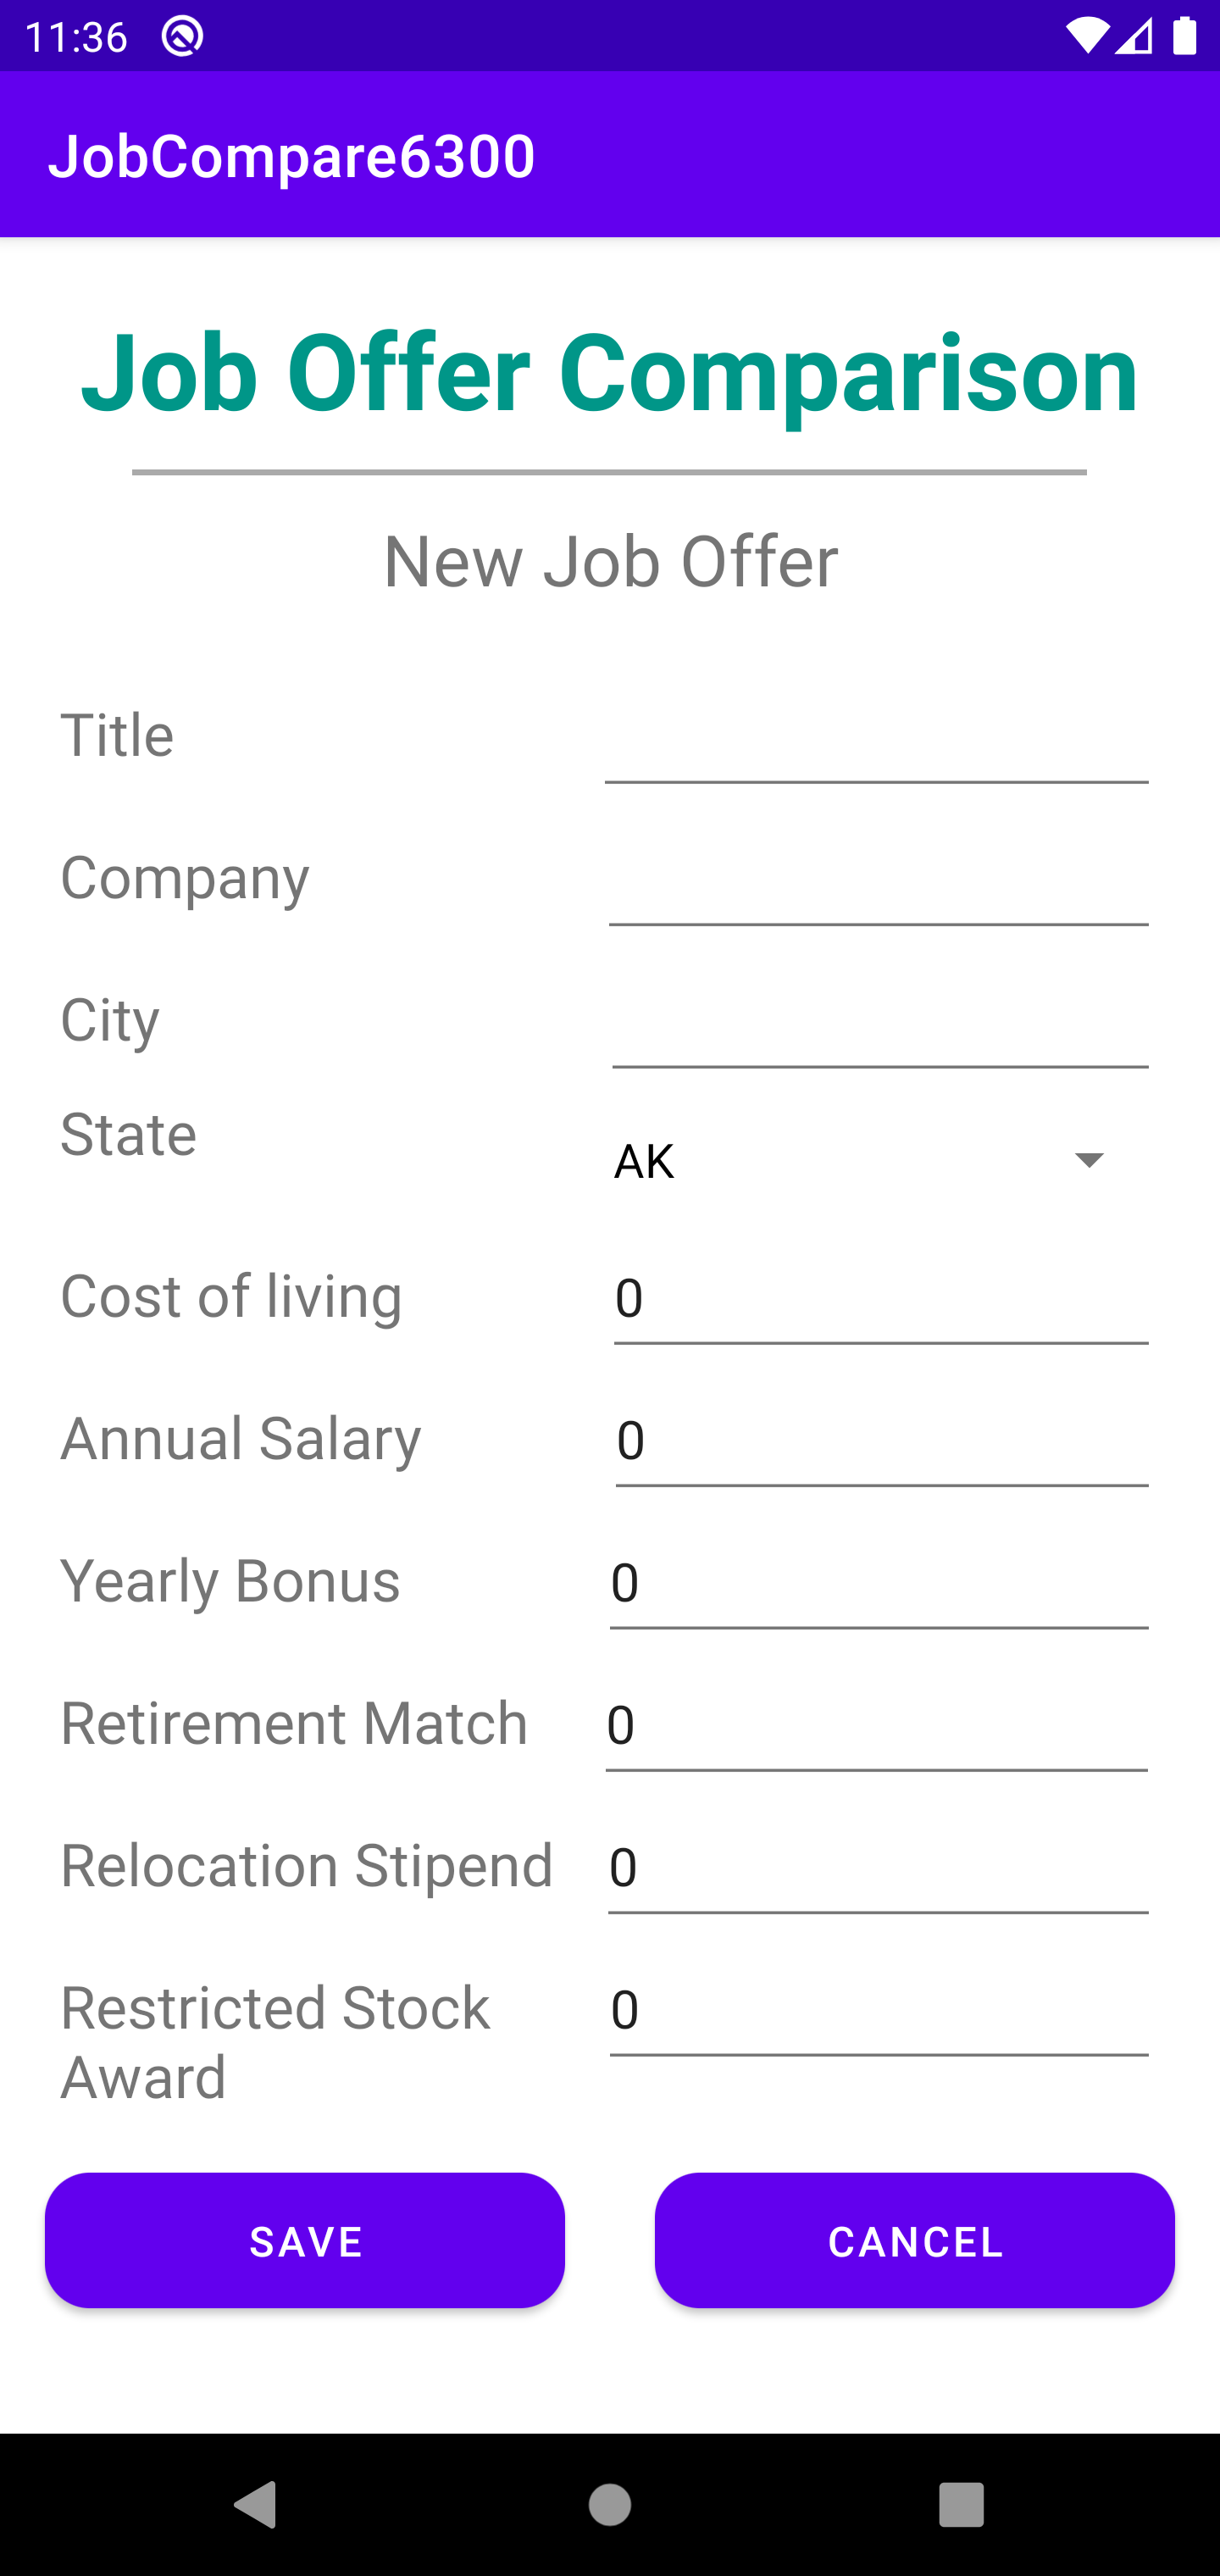 11:36
JobCompare6300
Job Offer Comparison
New Job Offer
Title
Company
City
State
AK
Cost of living
0
Annual Salary
0
Yearly Bonus
0
Retirement Match
0
Relocation Stipend
0
Restricted Stock
Award
0
SAVE
CANCEL